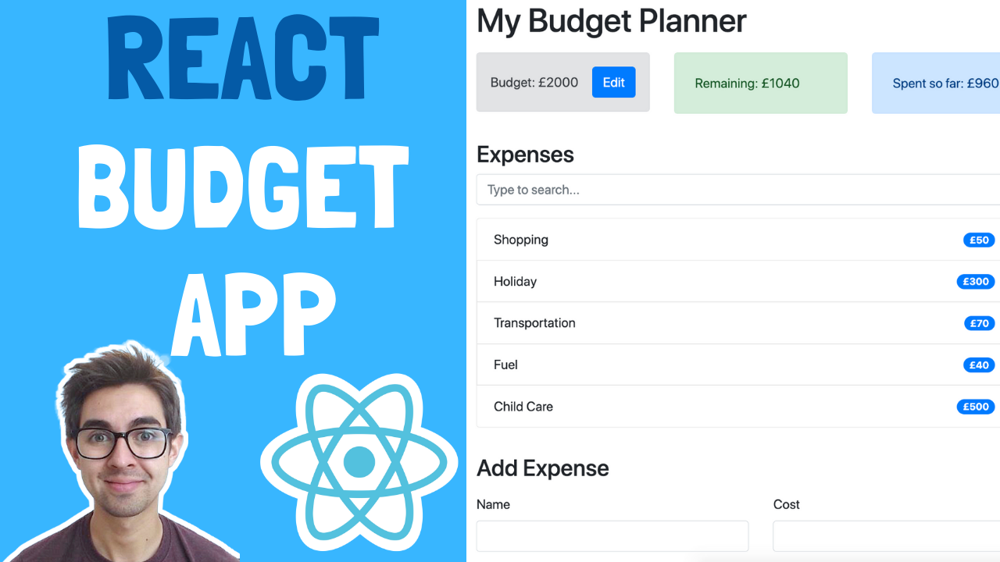 REACT
BUDGET
APP
My Budget Planner
Budget: £2000 Edit
Remaining: £1040
Spent so far: £960
Expenses
Type to search...
Shopping £50
Holiday £300
Transportation £70
Fuel £40
Child Care £500
Add Expense
Name Cost